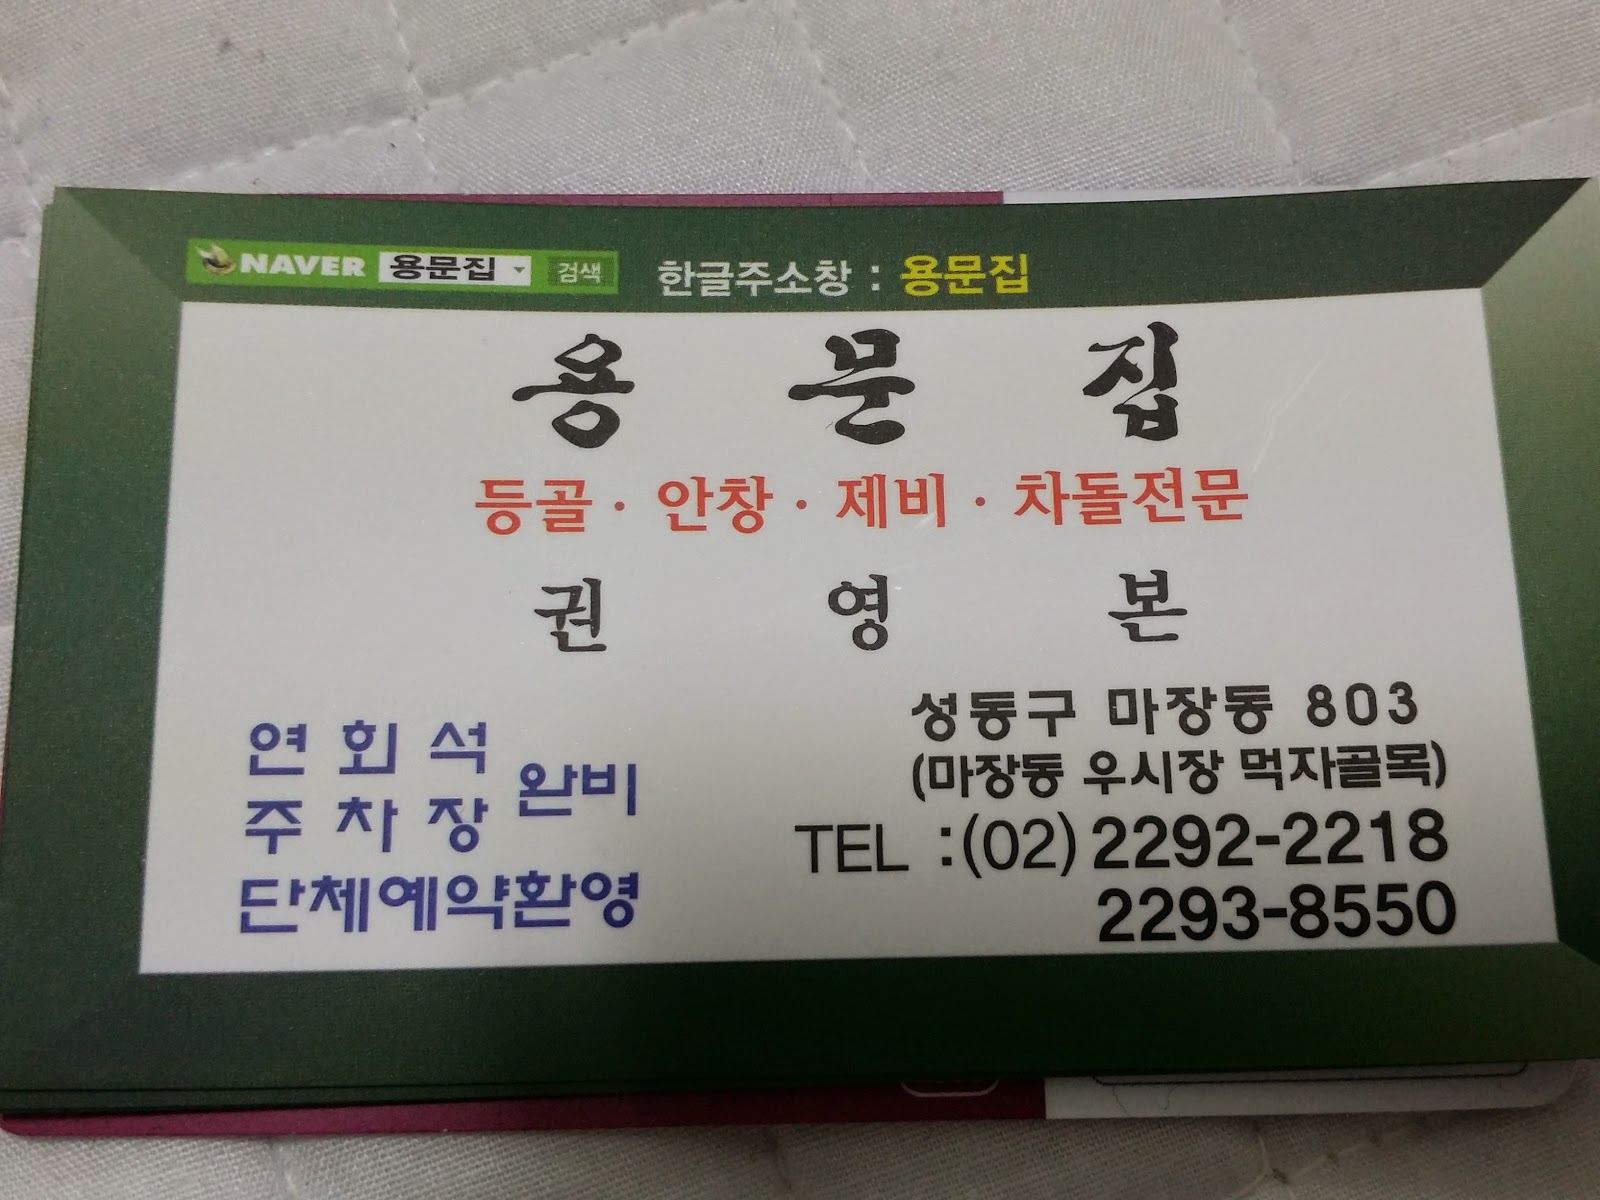 NAVER 용문집 검색 한글주소창 : 용문집
용 문 집
등골 · 안창 · 제비 · 차돌전문
권 영 본
연 회 석
주 차 장 완비
단체예약환영
성동구 마장동 803
(마장동 우시장 먹자골목)
TEL :(02) 2292-2218
2293-8550